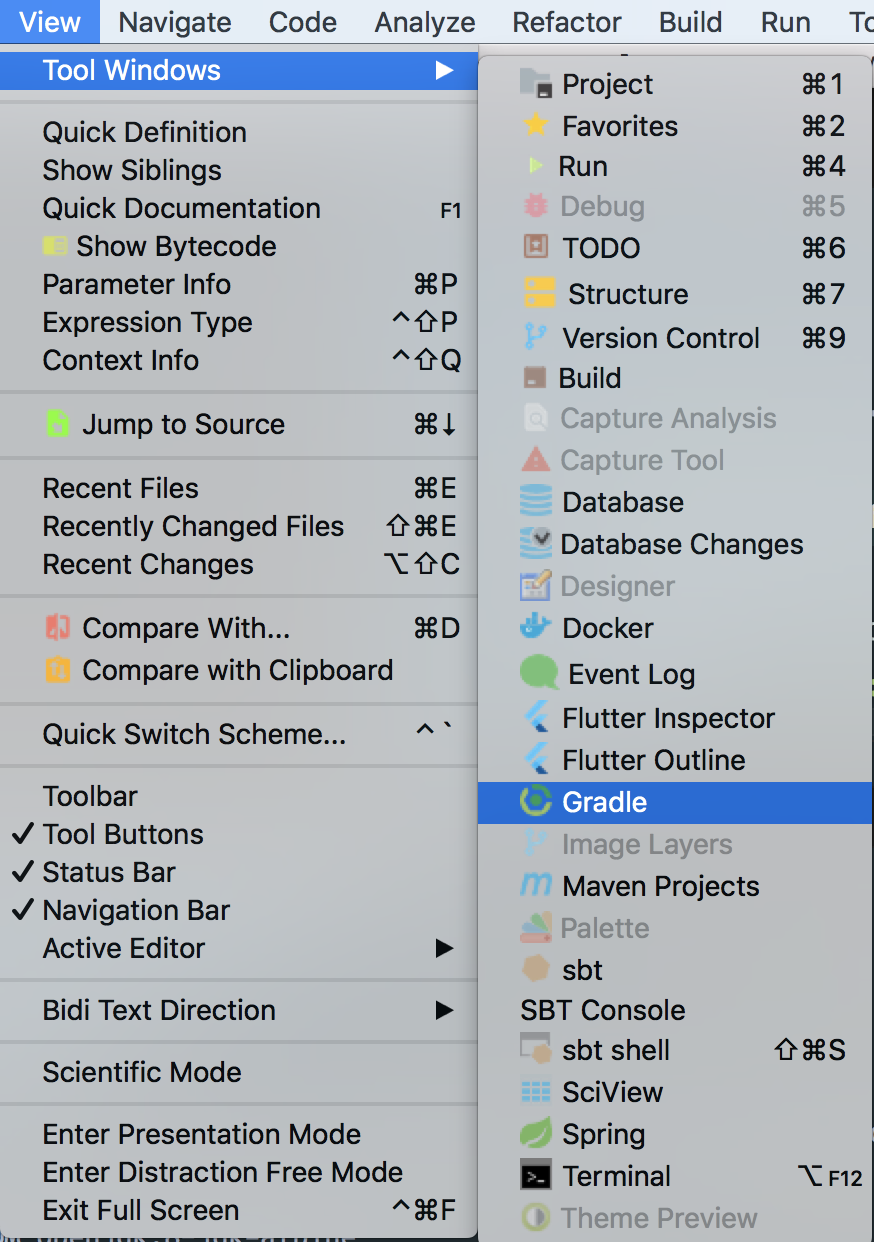 View Navigate Code Analyze Refactor Build Run
Tool Windows ▶
Quick Definition
Show Siblings
Quick Documentation F1
Show Bytecode
Parameter Info ⌘P
Expression Type ^⇧P
Context Info ^⇧Q
Jump to Source ⌘↓
Recent Files ⌘E
Recently Changed Files ⇧⌘E
Recent Changes ⌥⇧C
Compare With... ⌘D
Compare with Clipboard
Quick Switch Scheme... ^`
Toolbar
✓ Tool Buttons
✓ Status Bar
✓ Navigation Bar
Active Editor ▶
Bidi Text Direction ▶
Scientific Mode
Enter Presentation Mode
Enter Distraction Free Mode
Exit Full Screen ^⌘F
Project ⌘1
Favorites ⌘2
Run ⌘4
Debug ⌘5
TODO ⌘6
Structure ⌘7
Version Control ⌘9
Build
Capture Analysis
Capture Tool
Database
Database Changes
Designer
Docker
Event Log
Flutter Inspector
Flutter Outline
Gradle
Image Layers
Maven Projects
Palette
sbt
SBT Console
sbt shell ⇧⌘S
SciView
Spring
Terminal ⌥F12
Theme Preview